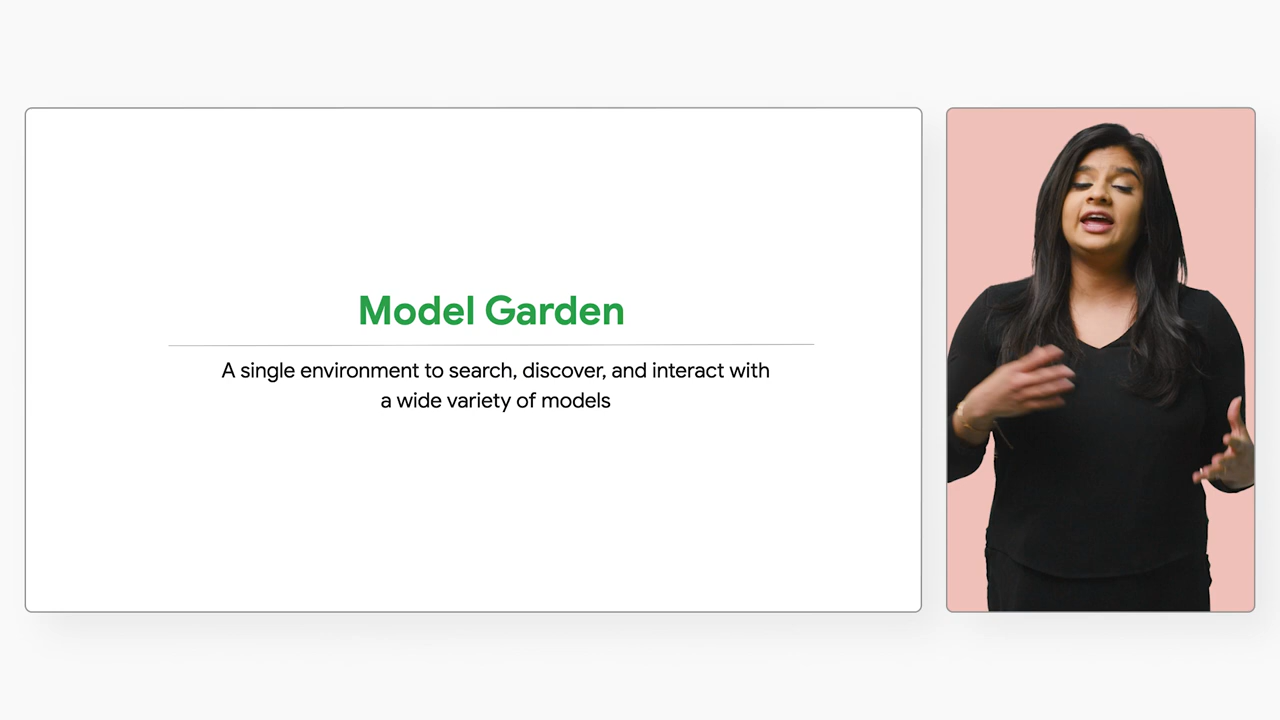 Model Garden
A single environment to search, discover, and interact with
a wide variety of models